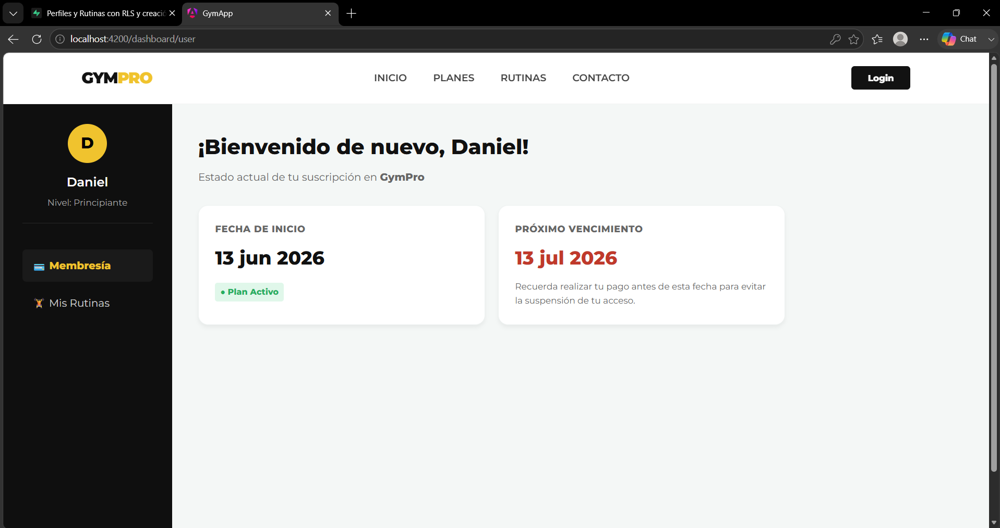 Perfiles y Rutinas con RLS y creació
GymApp
localhost:4200/dashboard/user
Chat
GYMPRO
INICIO
PLANES
RUTINAS
CONTACTO
Login
D
Daniel
Nivel: Principiante
Membresía
Mis Rutinas
¡Bienvenido de nuevo, Daniel!
Estado actual de tu suscripción en GymPro
FECHA DE INICIO
13 jun 2026
• Plan Activo
PRÓXIMO VENCIMIENTO
13 jul 2026
Recuerda realizar tu pago antes de esta fecha para evitar
la suspensión de tu acceso.